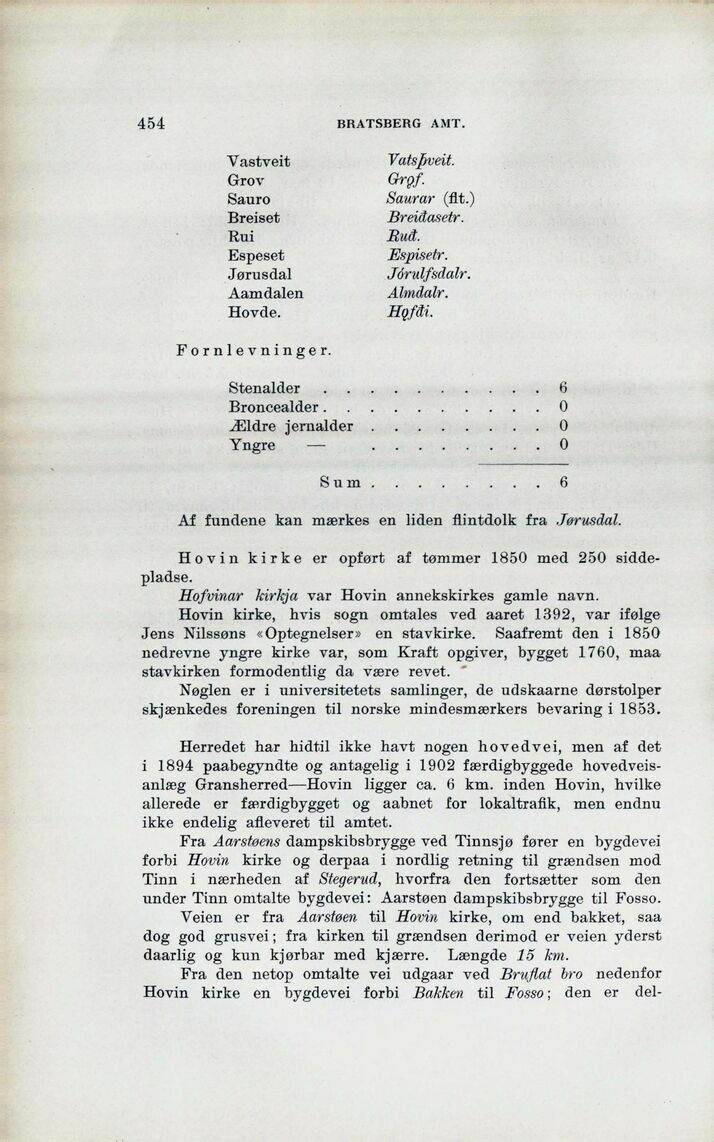 454 BRATSBERG AMT.
Vastveit Vatsþveit.
Grov Grǫf.
Sauro Saurar (flt.)
Breiset Breiðasetr.
Rui Ruð.
Espeset Espisetr.
Jørusdal Jórulfsdalr.
Aamdalen Almdalr.
Hovde. Hǫfði.
Fornlevninger.
Stenalder . . . . . . . . . . 6
Broncealder . . . . . . . . . . 0
Ældre jernalder . . . . . . . . 0
Yngre — . . . . . . . . 0
Sum . . . . . . . . 6
Af fundene kan mærkes en liden flintdolk fra Jørusdal.
Hovin kirke er opført af tømmer 1850 med 250 sidde-
pladse.
Hofvinar kirkja var Hovin annekskirkes gamle navn.
Hovin kirke, hvis sogn omtales ved aaret 1392, var ifølge
Jens Nilssøns «Optegnelser» en stavkirke. Saafremt den i 1850
nedrevne yngre kirke var, som Kraft opgiver, bygget 1760, maa
stavkirken formodentlig da være revet.
Nøglen er i universitetets samlinger, de udskaarne dørstolper
skjænkedes foreningen til norske mindesmærkers bevaring i 1853.
Herredet har hidtil ikke havt nogen hovedvei, men af det
i 1894 paabegyndte og antagelig i 1902 færdigbyggede hovedveis-
anlæg Gransherred—Hovin ligger ca. 6 km. inden Hovin, hvilke
allerede er færdigbygget og aabnet for lokaltrafik, men endnu
ikke endelig afleveret til amtet.
Fra Aarstøens dampskibsbrygge ved Tinnsjø fører en bygdevei
forbi Hovin kirke og derpaa i nordlig retning til grændsen mod
Tinn i nærheden af Stegerud, hvorfra den fortsætter som den
under Tinn omtalte bygdevei: Aarstøen dampskibsbrygge til Fosso.
Veien er fra Aarstøen til Hovin kirke, om end bakket, saa
dog god grusvei; fra kirken til grændsen derimod er veien yderst
daarlig og kun kjørbar med kjærre. Længde 15 km.
Fra den netop omtalte vei udgaar ved Bruflat bro nedenfor
Hovin kirke en bygdevei forbi Bakken til Fosso; den er del-